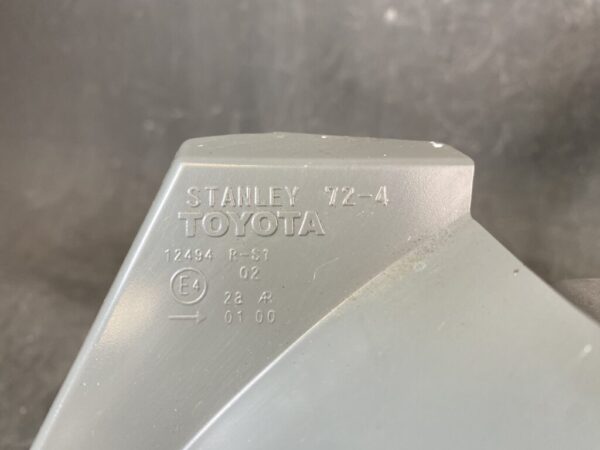 STANLEY 72-4
TOYOTA
12494 R-S1
02
E4
28 AR
01 00